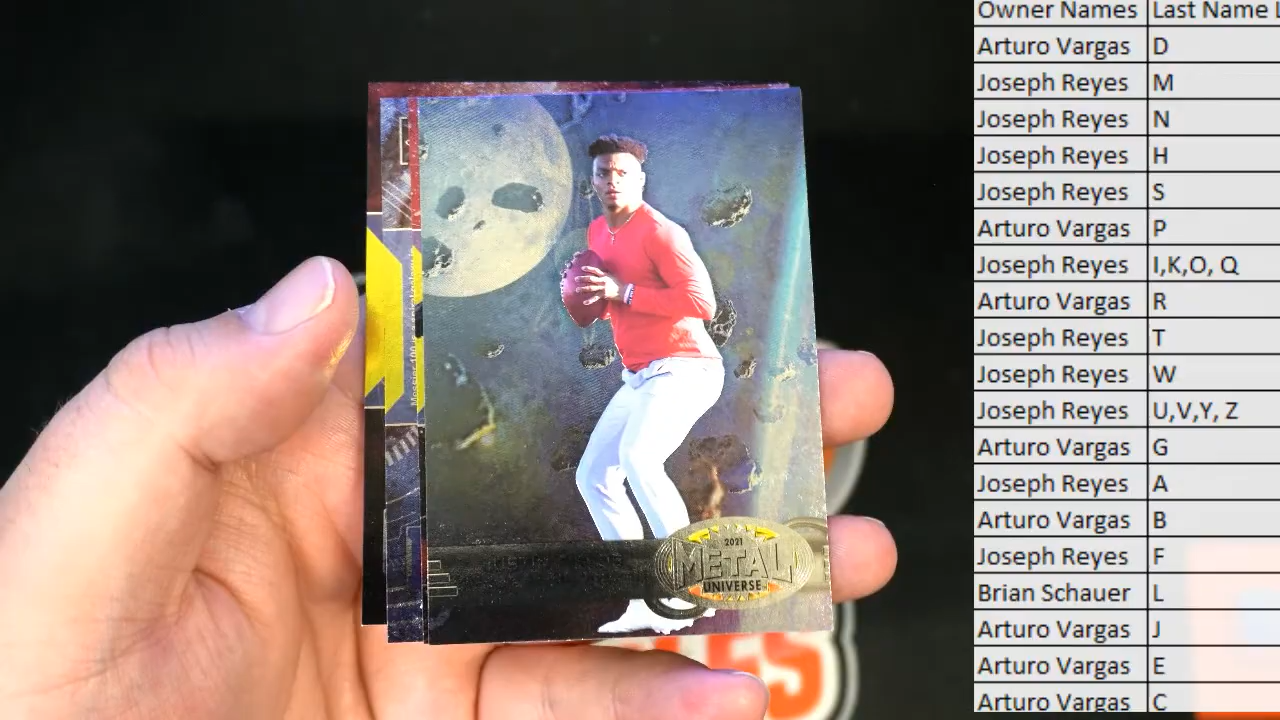 Owner Names Last Name L
Arturo Vargas D
Joseph Reyes M
Joseph Reyes N
Joseph Reyes H
Joseph Reyes S
Arturo Vargas P
Joseph Reyes I,K,O, Q
Arturo Vargas R
Joseph Reyes T
Joseph Reyes W
Joseph Reyes U,V,Y, Z
Arturo Vargas G
Joseph Reyes A
Arturo Vargas B
Joseph Reyes F
Brian Schauer L
Arturo Vargas J
Arturo Vargas E
Arturo Vargas C
2021
METAL
UNIVERSE